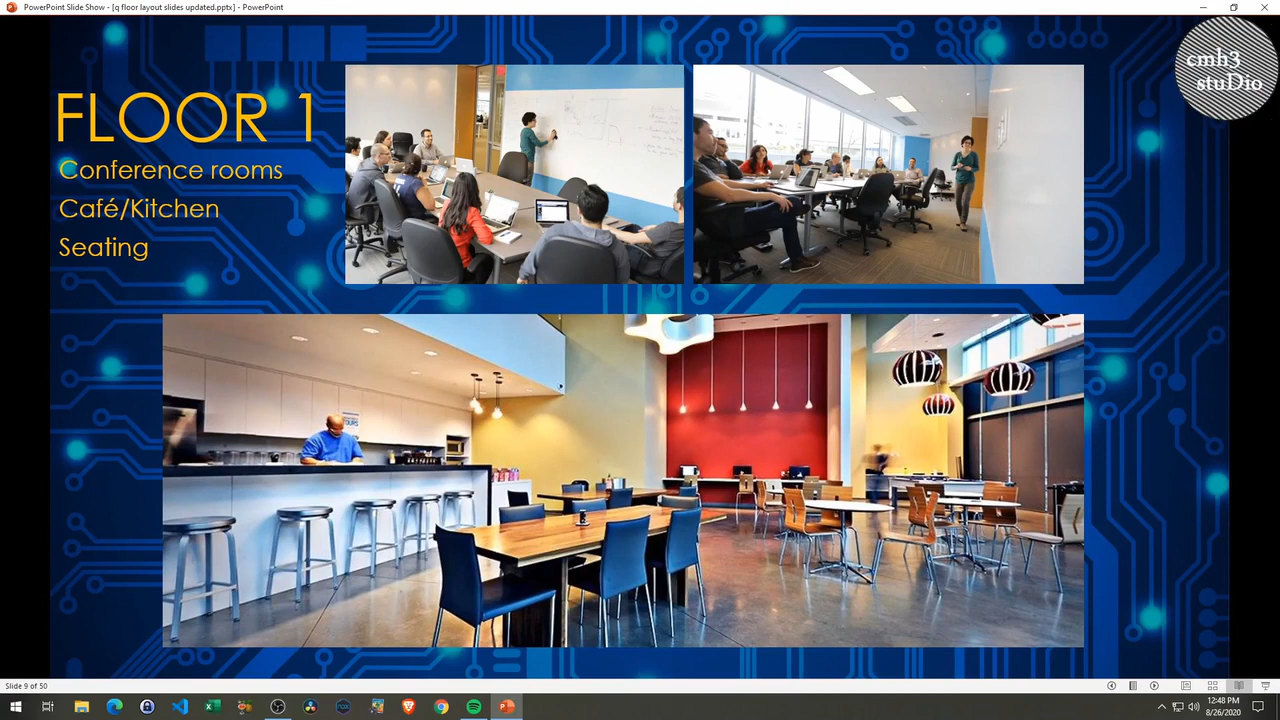 PowerPoint Slide Show - [q floor layout slides updated.pptx] - PowerPoint
cmh3
stuDio
FLOOR 1
Conference rooms
Café/Kitchen
Seating
TOURS
Slide 9 of 50
12:48 PM
8/26/2020